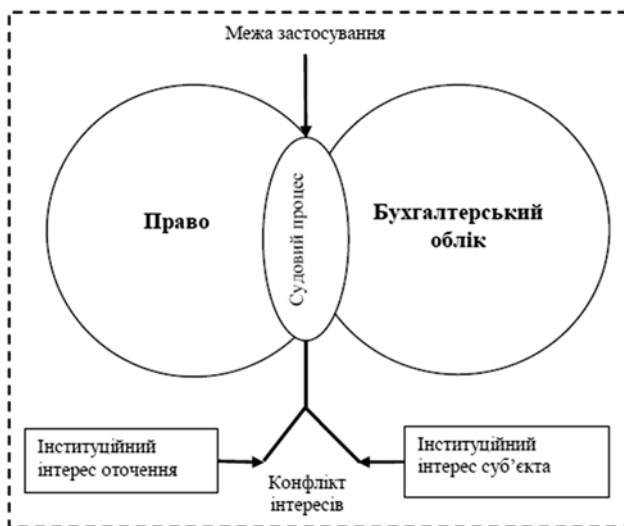 Межа застосування
Право
Судовий процес
Бухгалтерський
облік
Інституційний
інтерес оточення
Інституційний
інтерес суб’єкта
Конфлікт
інтересів